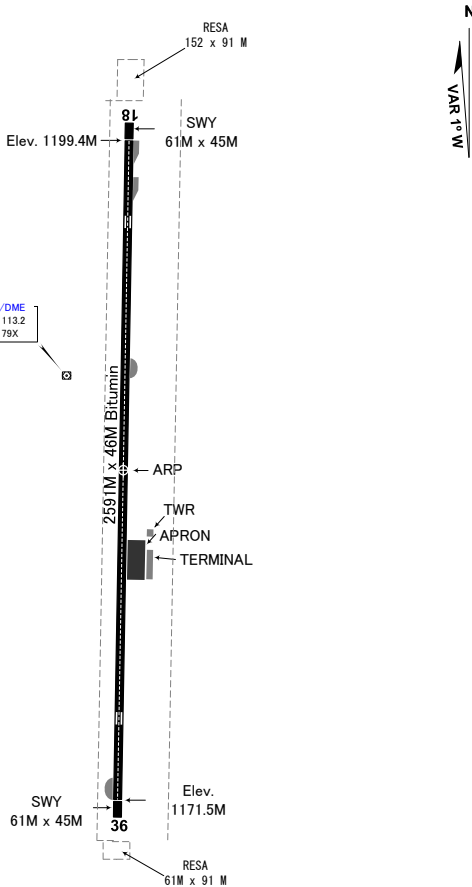 RESA
152 x 91 M
N
VAR 1° W
18
SWY
61M x 45M
Elev. 1199.4M
/DME
113.2
79X
2591M x 46M Bitumin
ARP
TWR
APRON
TERMINAL
Elev.
1171.5M
SWY
61M x 45M
36
RESA
61M x 91 M